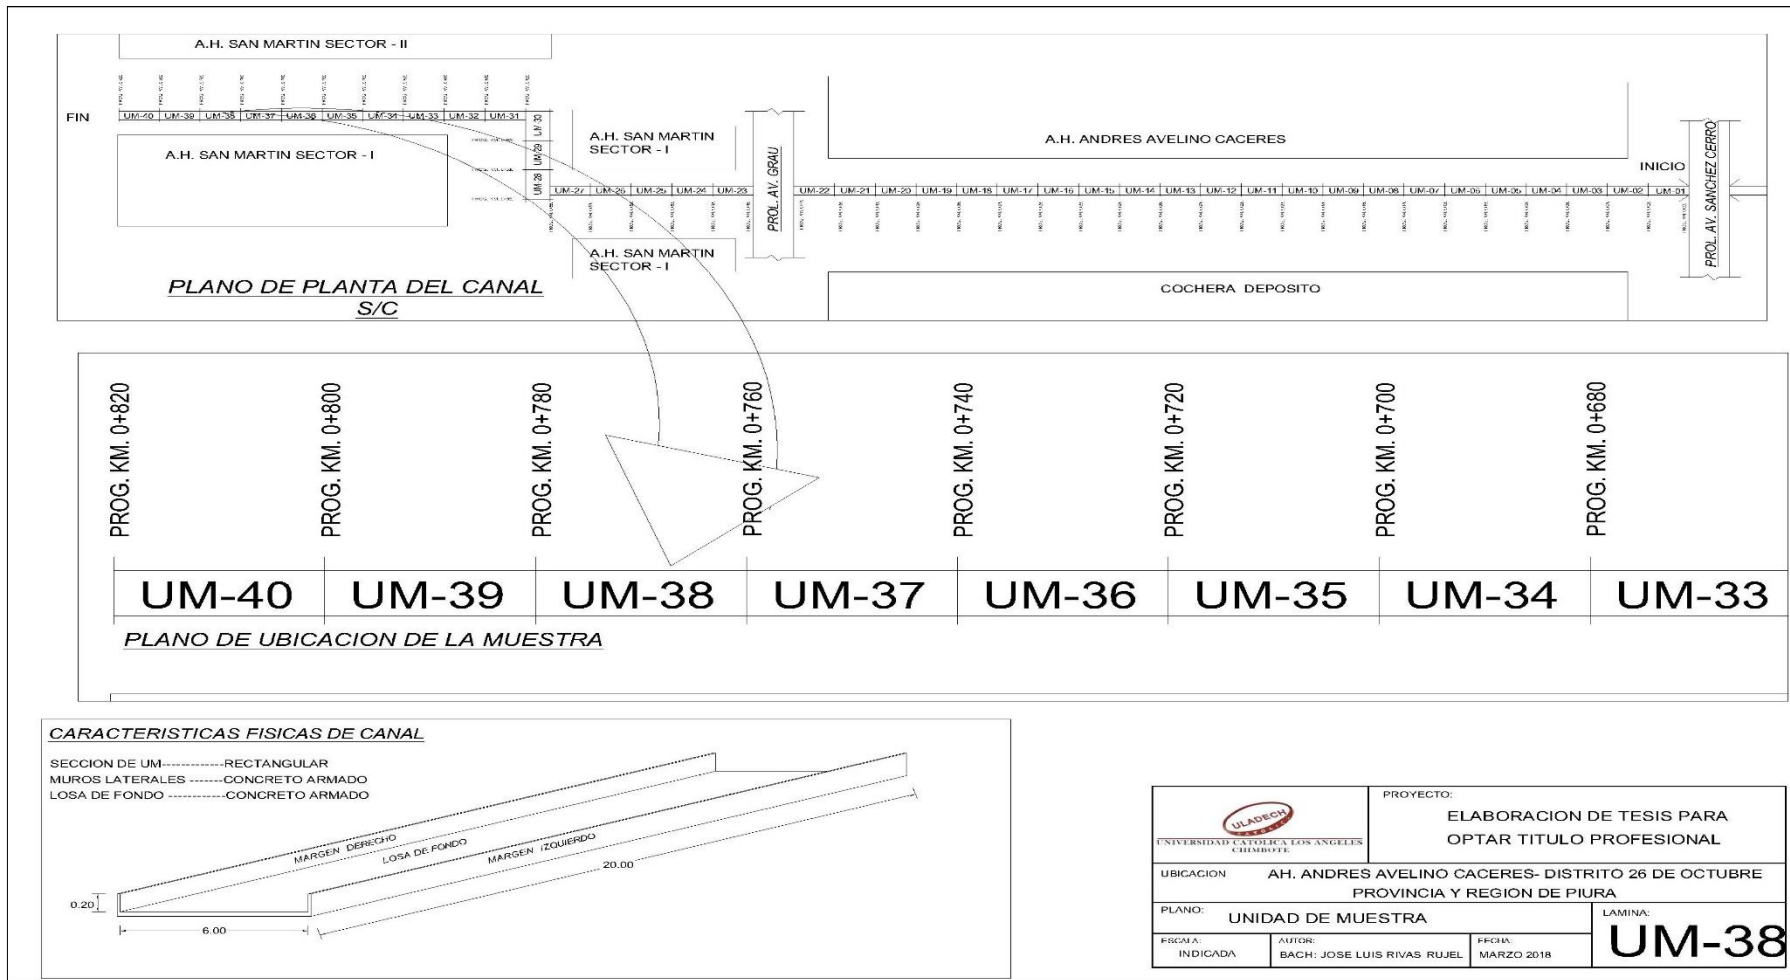 A.H. SAN MARTIN SECTOR - II
FIN
UM-40 UM-39 UM-38 UM-37 UM-36 UM-35 UM-34 UM-33 UM-32 UM-31
UM-30
UM-29
UM-28
A.H. SAN MARTIN SECTOR - I
A.H. SAN MARTIN
SECTOR - I
UM-27 UM-26 UM-25 UM-24 UM-23
A.H. SAN MARTIN
SECTOR - I
PROL. AV. GRAU
A.H. ANDRES AVELINO CACERES
INICIO
UM-22 UM-21 UM-20 UM-19 UM-18 UM-17 UM-16 UM-15 UM-14 UM-13 UM-12 UM-11 UM-10 UM-09 UM-08 UM-07 UM-06 UM-05 UM-04 UM-03 UM-02 UM-01
PROL. AV. SANCHEZ CERRO
COCHERA DEPOSITO
PLANO DE PLANTA DEL CANAL
S/C
PROG. KM. 0+820
PROG. KM. 0+800
PROG. KM. 0+780
PROG. KM. 0+760
PROG. KM. 0+740
PROG. KM. 0+720
PROG. KM. 0+700
PROG. KM. 0+680
UM-40 UM-39 UM-38 UM-37 UM-36 UM-35 UM-34 UM-33
PLANO DE UBICACION DE LA MUESTRA
CARACTERISTICAS FISICAS DE CANAL
SECCION DE UM-----------RECTANGULAR
MUROS LATERALES ------CONCRETO ARMADO
LOSA DE FONDO ----------CONCRETO ARMADO
MARGEN DERECHO
LOSA DE FONDO
MARGEN IZQUIERDO
20.00
0.20
6.00
ULADECH
CATOLICA
UNIVERSIDAD CATOLICA LOS ANGELES
CHIMBOTE
PROYECTO:
ELABORACION DE TESIS PARA
OPTAR TITULO PROFESIONAL
UBICACION AH. ANDRES AVELINO CACERES- DISTRITO 26 DE OCTUBRE
PROVINCIA Y REGION DE PIURA
PLANO:
UNIDAD DE MUESTRA
LAMINA:
UM-38
ESCALA:
INDICADA
AUTOR:
BACH: JOSE LUIS RIVAS RUJEL
FECHA:
MARZO 2018